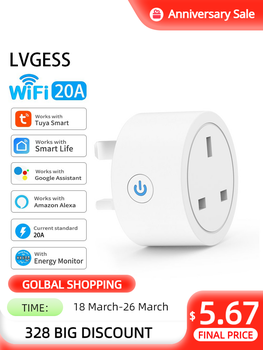 Anniversary Sale
LVGESS
WiFi 20A
Works with
Tuya Smart
Works with
Smart Life
Works with
Google Assistant
Works with
Amazon Alexa
Current standard
20A
With
Energy Monitor
GOLBAL SHOPPING
TIME: 18 March-26 March
$ 5.67
328 BIG DISCOUNT
FINAL PRICE